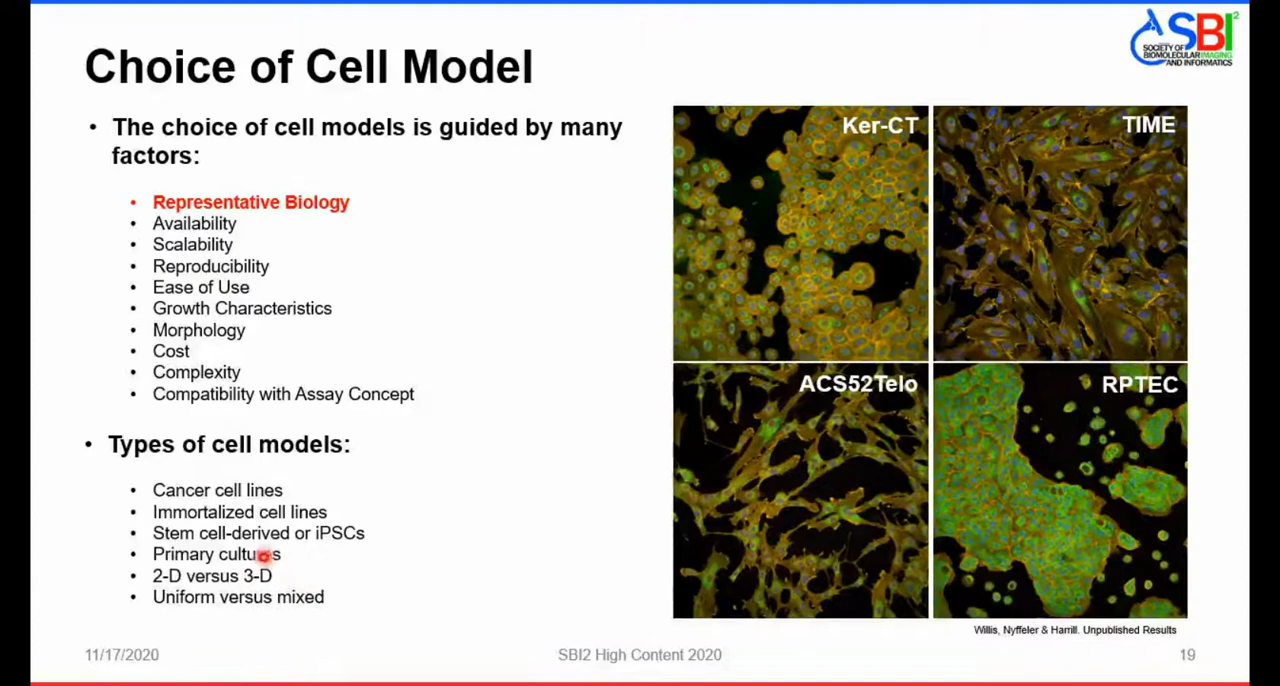 SBI2
SOCIETY OF
BIOMOLECULAR IMAGING
AND INFORMATICS
Choice of Cell Model
• The choice of cell models is guided by many
factors:
• Representative Biology
• Availability
• Scalability
• Reproducibility
• Ease of Use
• Growth Characteristics
• Morphology
• Cost
• Complexity
• Compatibility with Assay Concept
• Types of cell models:
• Cancer cell lines
• Immortalized cell lines
• Stem cell-derived or iPSCs
• Primary cultures
• 2-D versus 3-D
• Uniform versus mixed
Ker-CT
TIME
ACS52Telo
RPTEC
Willis, Nyffeler & Harrill. Unpublished Results
11/17/2020
SBI2 High Content 2020
19